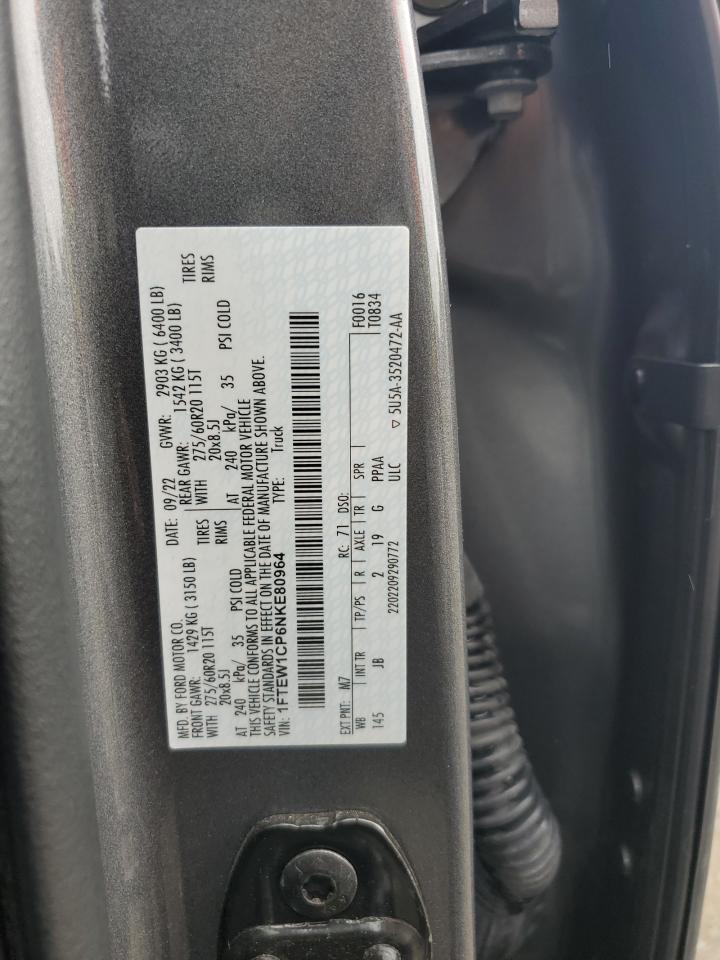 MFD. BY FORD MOTOR CO. DATE: 09/22 GVWR: 2903 KG ( 6400 LB)
FRONT GAWR: 1429 KG ( 3150 LB) REAR GAWR: 1542 KG ( 3400 LB)
WITH 275/60R20 115T TIRES WITH 275/60R20 115T TIRES
20x8.5J RIMS 20x8.5J RIMS
AT 240 kPa/ 35 PSI COLD AT 240 kPa/ 35 PSI COLD
THIS VEHICLE CONFORMS TO ALL APPLICABLE FEDERAL MOTOR VEHICLE
SAFETY STANDARDS IN EFFECT ON THE DATE OF MANUFACTURE SHOWN ABOVE.
VIN: 1FTEW1CP6NKE80964 TYPE: Truck
EXT PNT: M7 RC: 71 DSO: F0016
WB INT TR TP/PS R AXLE TR SPR T0834
145 JB 2 19 G PPAA
2202209290772 ULC 5U5A-3520472-AA